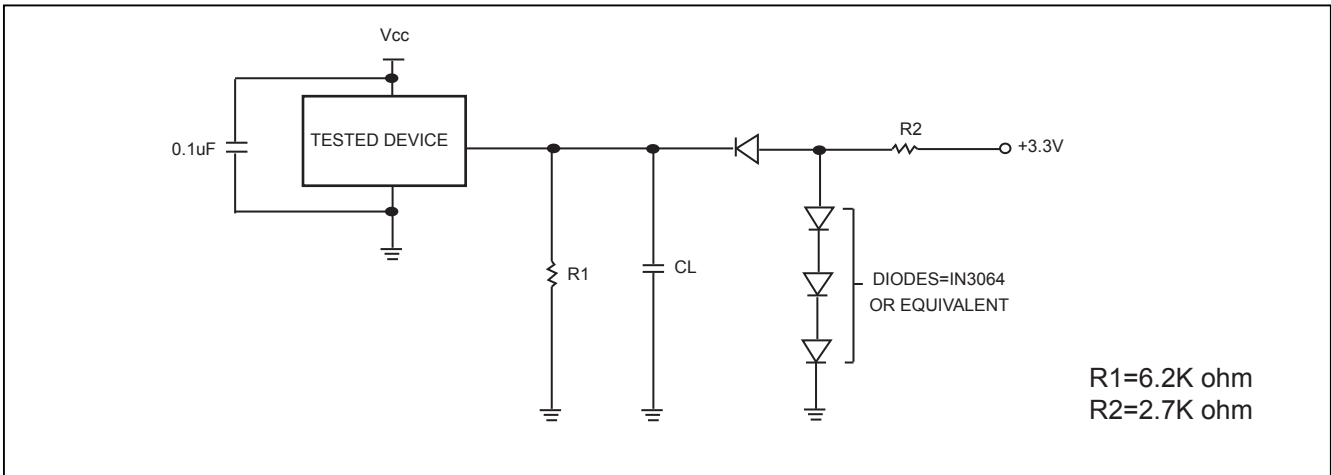 Vcc
0.1uF
TESTED DEVICE
R2
+3.3V
R1
CL
DIODES=IN3064
OR EQUIVALENT
R1=6.2K ohm
R2=2.7K ohm